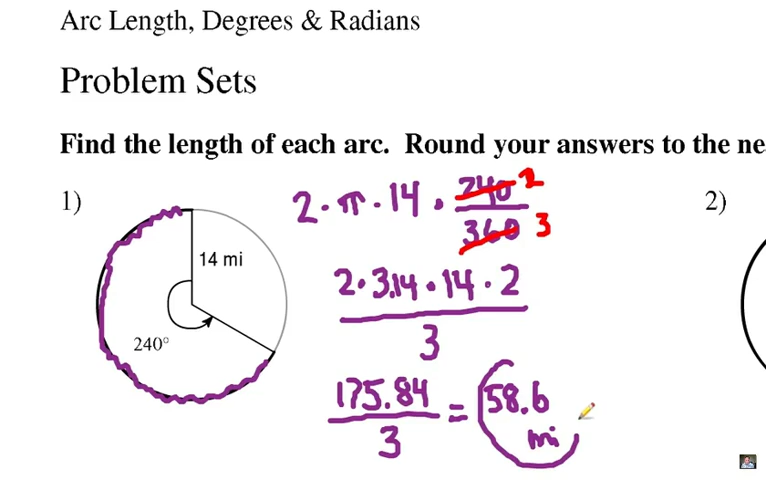 Arc Length, Degrees & Radians
Problem Sets
Find the length of each arc. Round your answers to the ne
1)
2 · π · 14 · 240/360 2/3
2)
14 mi
240°
2 · 3.14 · 14 · 2
3
175.84/3 = 58.6
mi